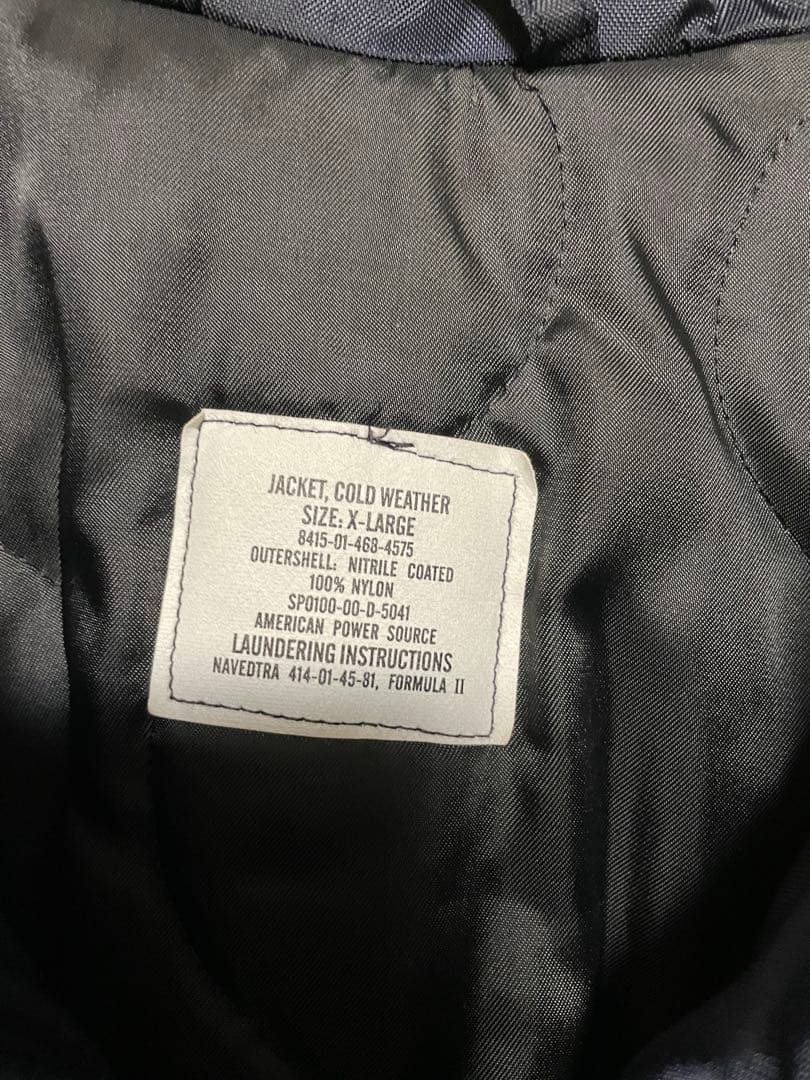 JACKET, COLD WEATHER
SIZE: X-LARGE
8415-01-468-4575
OUTERSHELL: NITRILE COATED
100% NYLON
SP0100-00-D-5041
AMERICAN POWER SOURCE
LAUNDERING INSTRUCTIONS
NAVEDTRA 414-01-45-81, FORMULA II